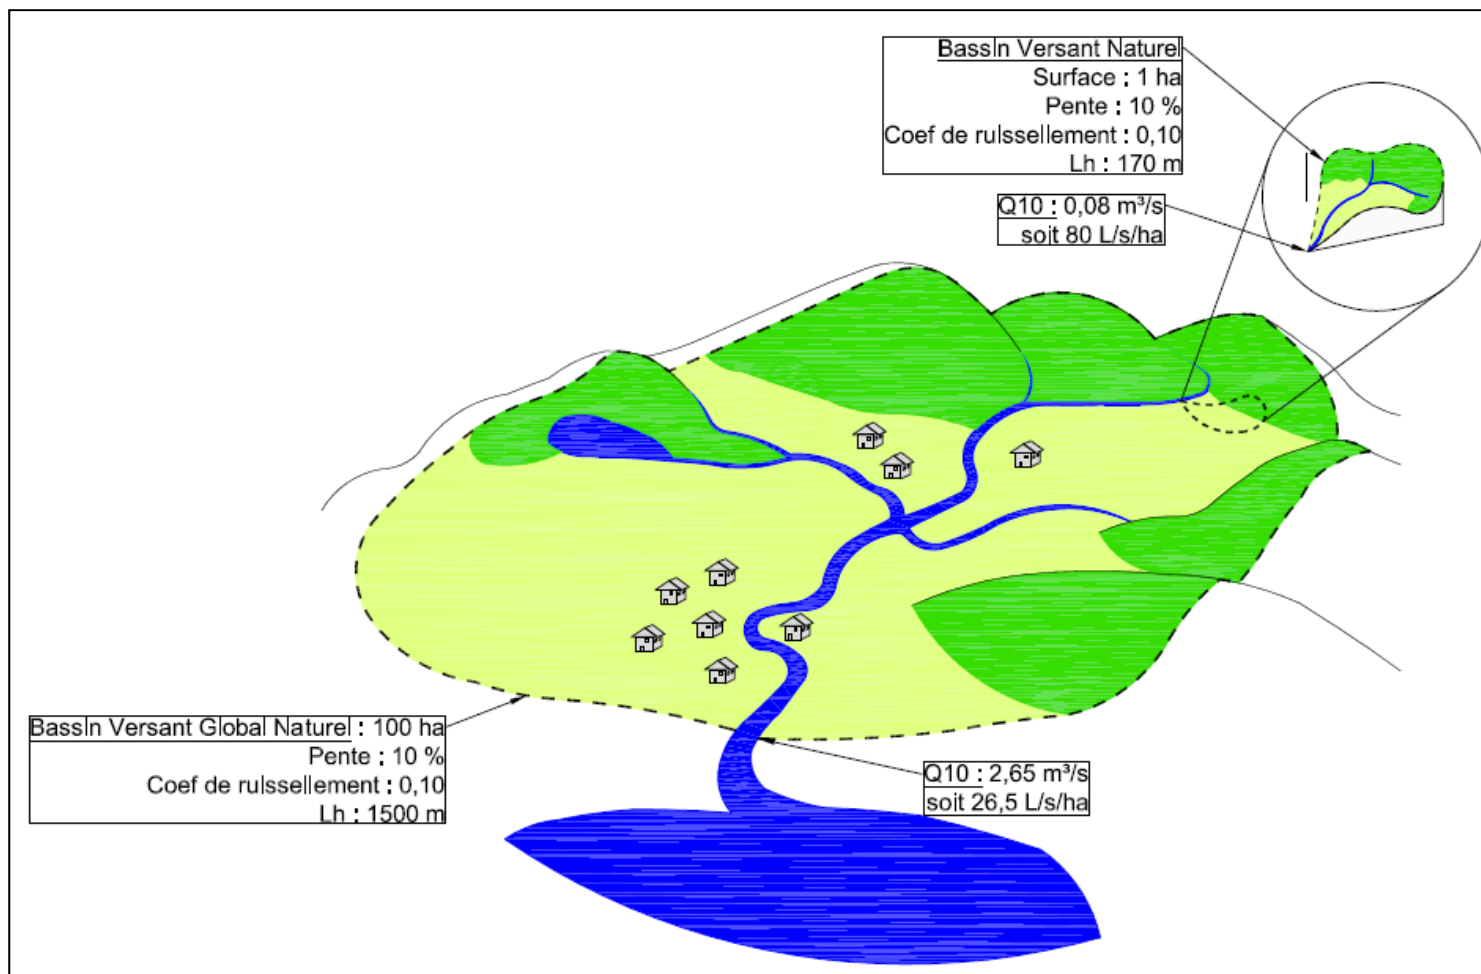 Bassin Versant Naturel
Surface : 1 ha
Pente : 10 %
Coef de ruissellement : 0,10
Lh : 170 m
Q10 : 0,08 m³/s
soit 80 L/s/ha
Bassin Versant Global Naturel : 100 ha
Pente : 10 %
Coef de ruissellement : 0,10
Lh : 1500 m
Q10 : 2,65 m³/s
soit 26,5 L/s/ha